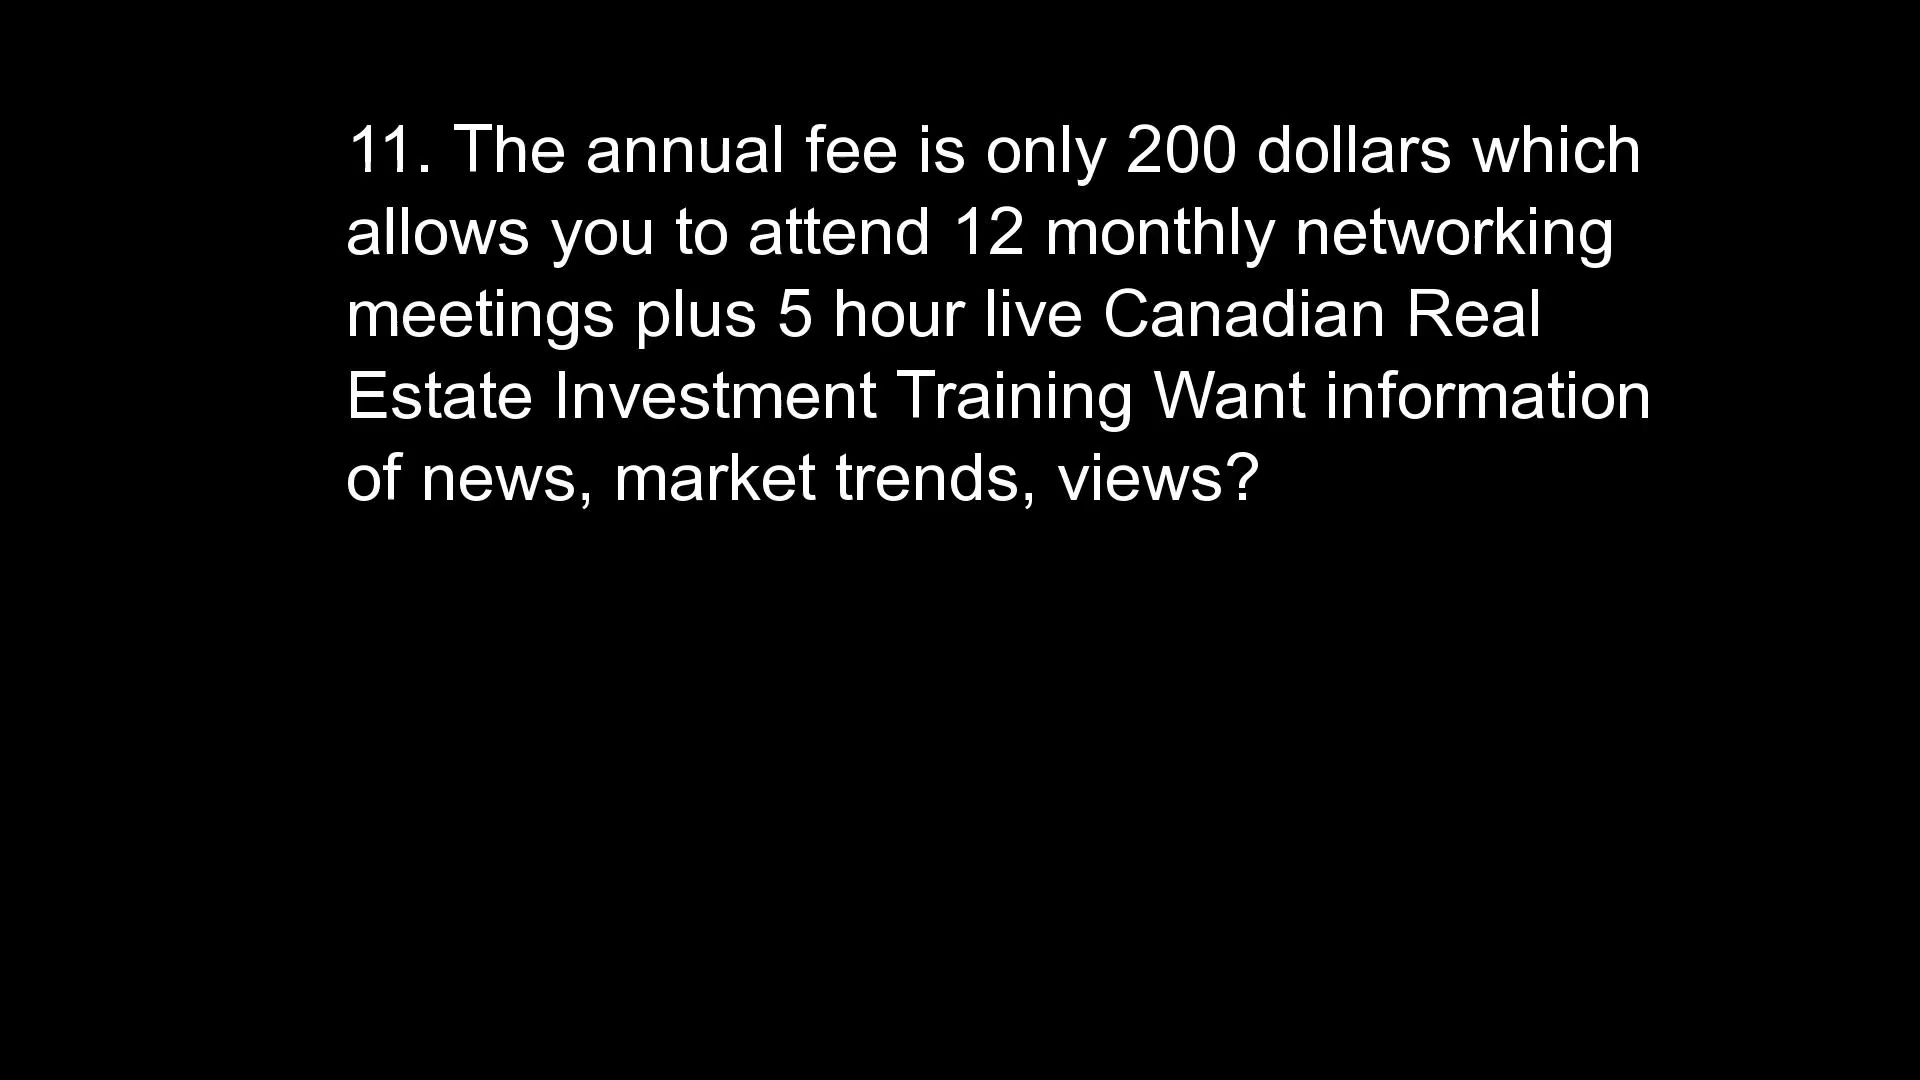 11. The annual fee is only 200 dollars which
allows you to attend 12 monthly networking
meetings plus 5 hour live Canadian Real
Estate Investment Training Want information
of news, market trends, views?